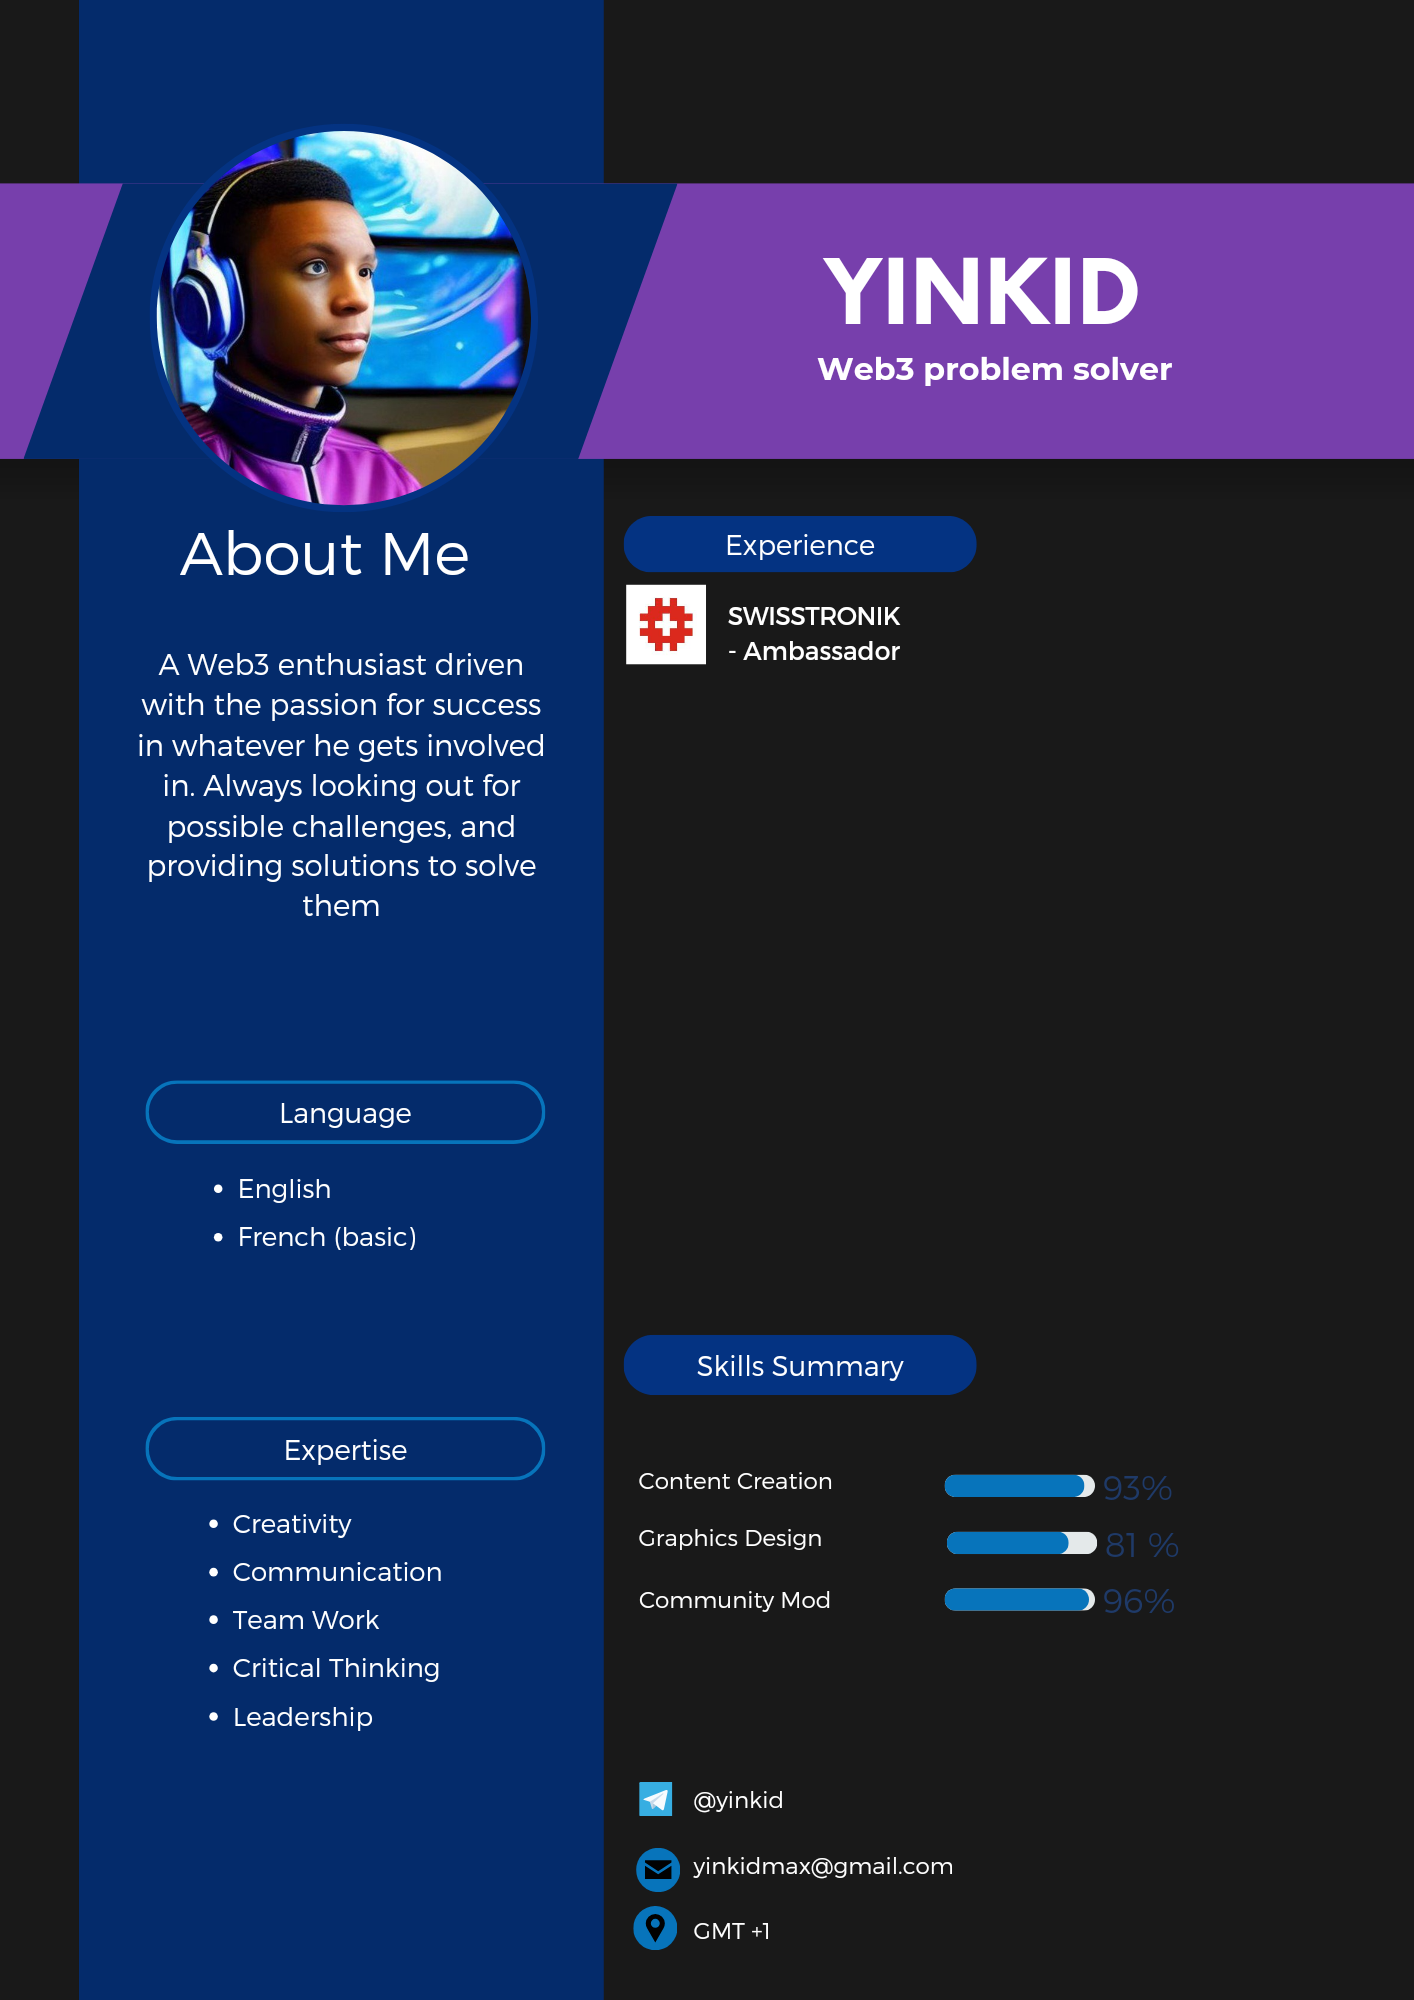 YINKID
Web3 problem solver
About Me
A Web3 enthusiast driven
with the passion for success
in whatever he gets involved
in. Always looking out for
possible challenges, and
providing solutions to solve
them
Language
English
French (basic)
Expertise
Creativity
Communication
Team Work
Critical Thinking
Leadership
Experience
SWISSTRONIK
- Ambassador
Skills Summary
Content Creation 93%
Graphics Design 81 %
Community Mod 96%
@yinkid
yinkidmax@gmail.com
GMT +1